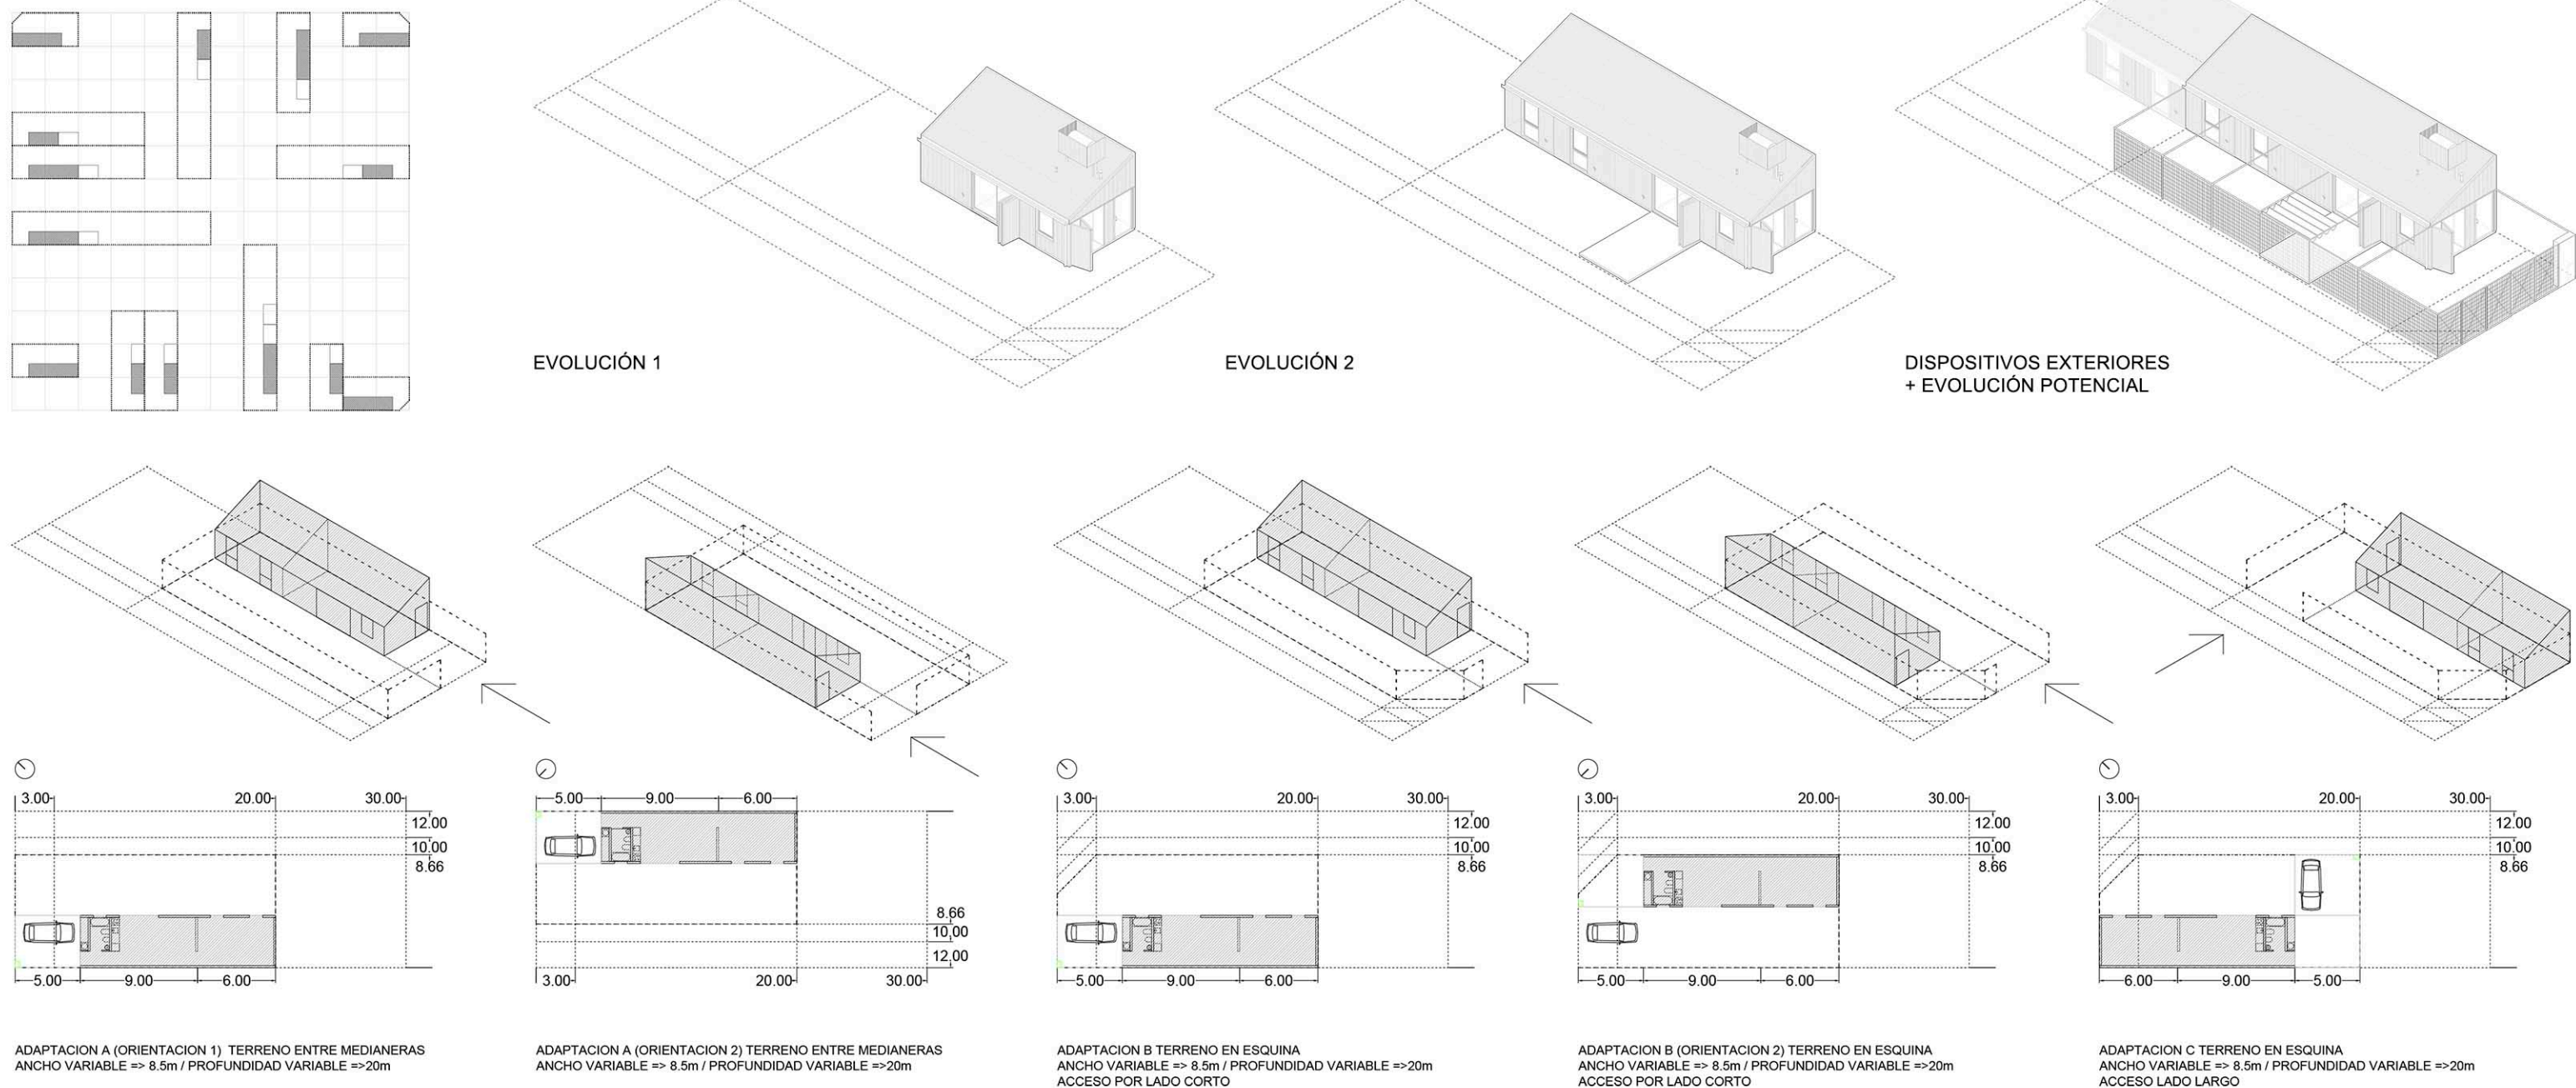 EVOLUCIÓN 1
EVOLUCIÓN 2
DISPOSITIVOS EXTERIORES
+ EVOLUCIÓN POTENCIAL
3.00
20.00
30.00
12.00
10.00
8.66
5.00
9.00
6.00
5.00
9.00
6.00
8.66
10.00
12.00
3.00
20.00
30.00
3.00
20.00
30.00
12.00
10.00
8.66
5.00
9.00
6.00
3.00
20.00
30.00
12.00
10.00
8.66
5.00
9.00
6.00
3.00
20.00
30.00
12.00
10.00
8.66
6.00
9.00
5.00
ADAPTACION A (ORIENTACION 1) TERRENO ENTRE MEDIANERAS
ANCHO VARIABLE => 8.5m / PROFUNDIDAD VARIABLE =>20m
ADAPTACION A (ORIENTACION 2) TERRENO ENTRE MEDIANERAS
ANCHO VARIABLE => 8.5m / PROFUNDIDAD VARIABLE =>20m
ADAPTACION B TERRENO EN ESQUINA
ANCHO VARIABLE => 8.5m / PROFUNDIDAD VARIABLE =>20m
ACCESO POR LADO CORTO
ADAPTACION B (ORIENTACION 2) TERRENO EN ESQUINA
ANCHO VARIABLE => 8.5m / PROFUNDIDAD VARIABLE =>20m
ACCESO POR LADO CORTO
ADAPTACION C TERRENO EN ESQUINA
ANCHO VARIABLE => 8.5m / PROFUNDIDAD VARIABLE =>20m
ACCESO LADO LARGO